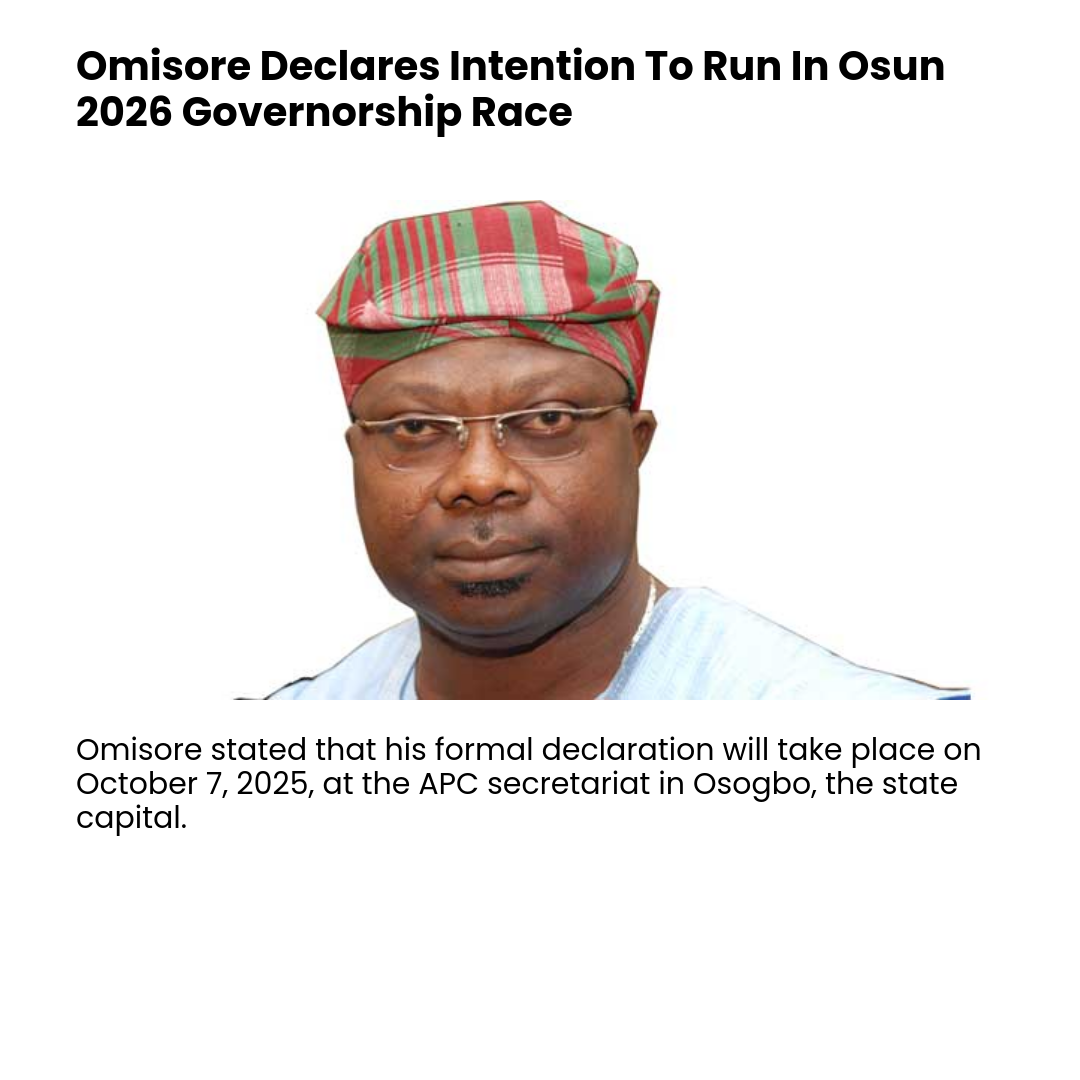 Omisore Declares Intention To Run In Osun
2026 Governorship Race
Omisore stated that his formal declaration will take place on
October 7, 2025, at the APC secretariat in Osogbo, the state
capital.